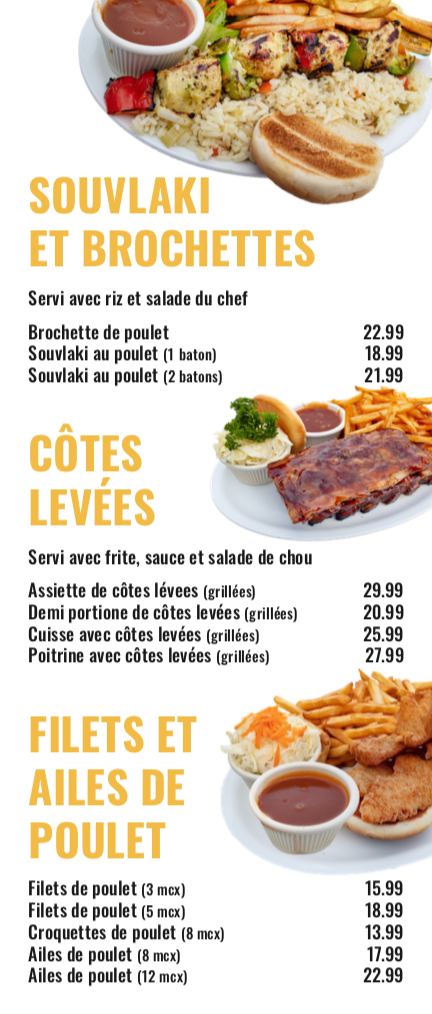 SOUVLAKI
ET BROCHETTES
Servi avec riz et salade du chef
Brochette de poulet 22.99
Souvlaki au poulet (1 baton) 18.99
Souvlaki au poulet (2 batons) 21.99
CÔTES
LEVÉES
Servi avec frite, sauce et salade de chou
Assiette de côtes lévees (grillées) 29.99
Demi portione de côtes levées (grillées) 20.99
Cuisse avec côtes levées (grillées) 25.99
Poitrine avec côtes levées (grillées) 27.99
FILETS ET
AILES DE
POULET
Filets de poulet (3 mcx) 15.99
Filets de poulet (5 mcx) 18.99
Croquettes de poulet (8 mcx) 13.99
Ailes de poulet (8 mcx) 17.99
Ailes de poulet (12 mcx) 22.99